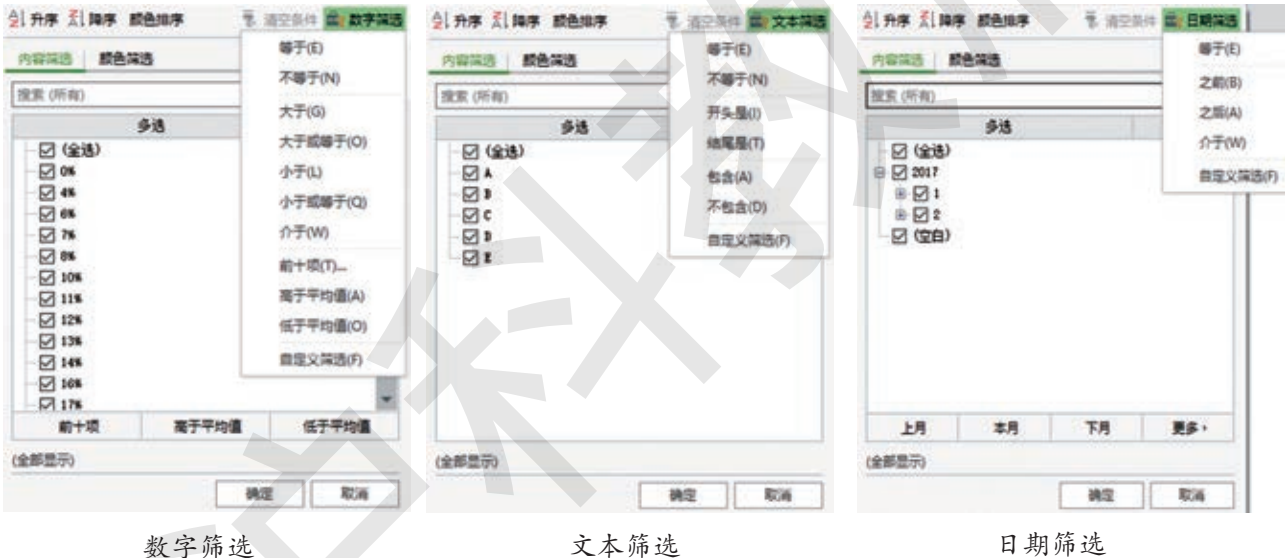 升序 降序 颜色排序 清空条件 数字筛选
内容筛选 颜色筛选
搜索 (所有)
多选
(全选)
0%
4%
6%
7%
8%
10%
11%
12%
13%
14%
16%
17%
等于(E)
不等于(N)
大于(G)
大于或等于(O)
小于(L)
小于或等于(Q)
介于(W)
前十项(T)...
高于平均值(A)
低于平均值(O)
自定义筛选(F)
前十项 高于平均值 低于平均值
(全部显示)
确定 取消
数字筛选
升序 降序 颜色排序 清空条件 文本筛选
内容筛选 颜色筛选
搜索 (所有)
多选
(全选)
A
B
C
D
E
等于(E)
不等于(N)
开头是(I)
结尾是(T)
包含(A)
不包含(D)
自定义筛选(F)
(全部显示)
确定 取消
文本筛选
升序 降序 颜色排序 清空条件 日期筛选
内容筛选 颜色筛选
搜索 (所有)
多选
(全选)
2017
1
2
(空白)
等于(E)
之前(B)
之后(A)
介于(W)
自定义筛选(F)
上月 本月 下月 更多
(全部显示)
确定 取消
日期筛选